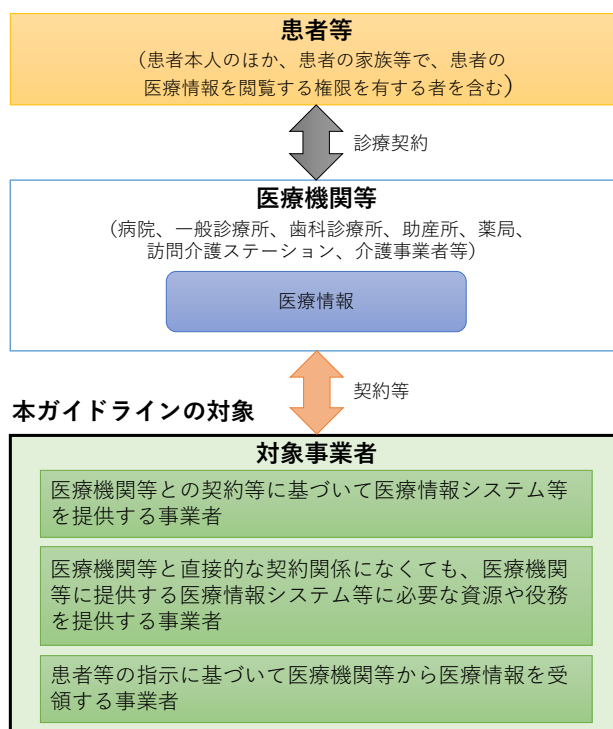 患者等
(患者本人のほか、患者の家族等で、患者の
医療情報を閲覧する権限を有する者を含む)
診療契約
医療機関等
(病院、一般診療所、歯科診療所、助産所、薬局、
訪問介護ステーション、介護事業者等)
医療情報
契約等
本ガイドラインの対象
対象事業者
医療機関等との契約等に基づいて医療情報システム等
を提供する事業者
医療機関等と直接的な契約関係になくても、医療機関
等に提供する医療情報システム等に必要な資源や役務
を提供する事業者
患者等の指示に基づいて医療機関等から医療情報を受
領する事業者